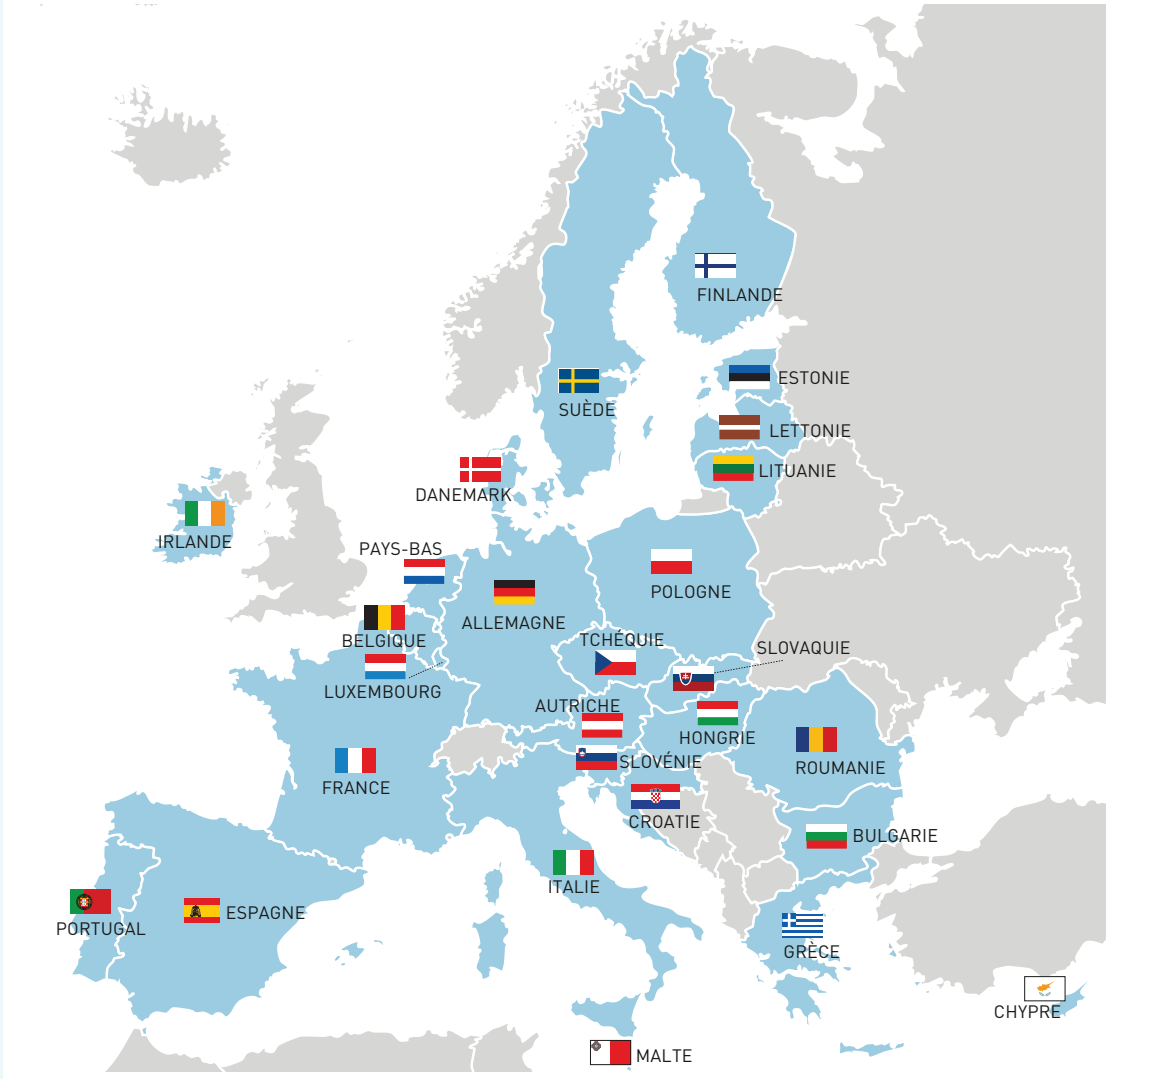 FINLANDE
ESTONIE
SUÈDE
LETTONIE
LITUANIE
DANEMARK
IRLANDE
PAYS-BAS
POLOGNE
ALLEMAGNE
BELGIQUE
TCHÉQUIE
SLOVAQUIE
LUXEMBOURG
AUTRICHE
HONGRIE
SLOVÉNIE
ROUMANIE
FRANCE
CROATIE
BULGARIE
ITALIE
ESPAGNE
PORTUGAL
GRÈCE
CHYPRE
MALTE